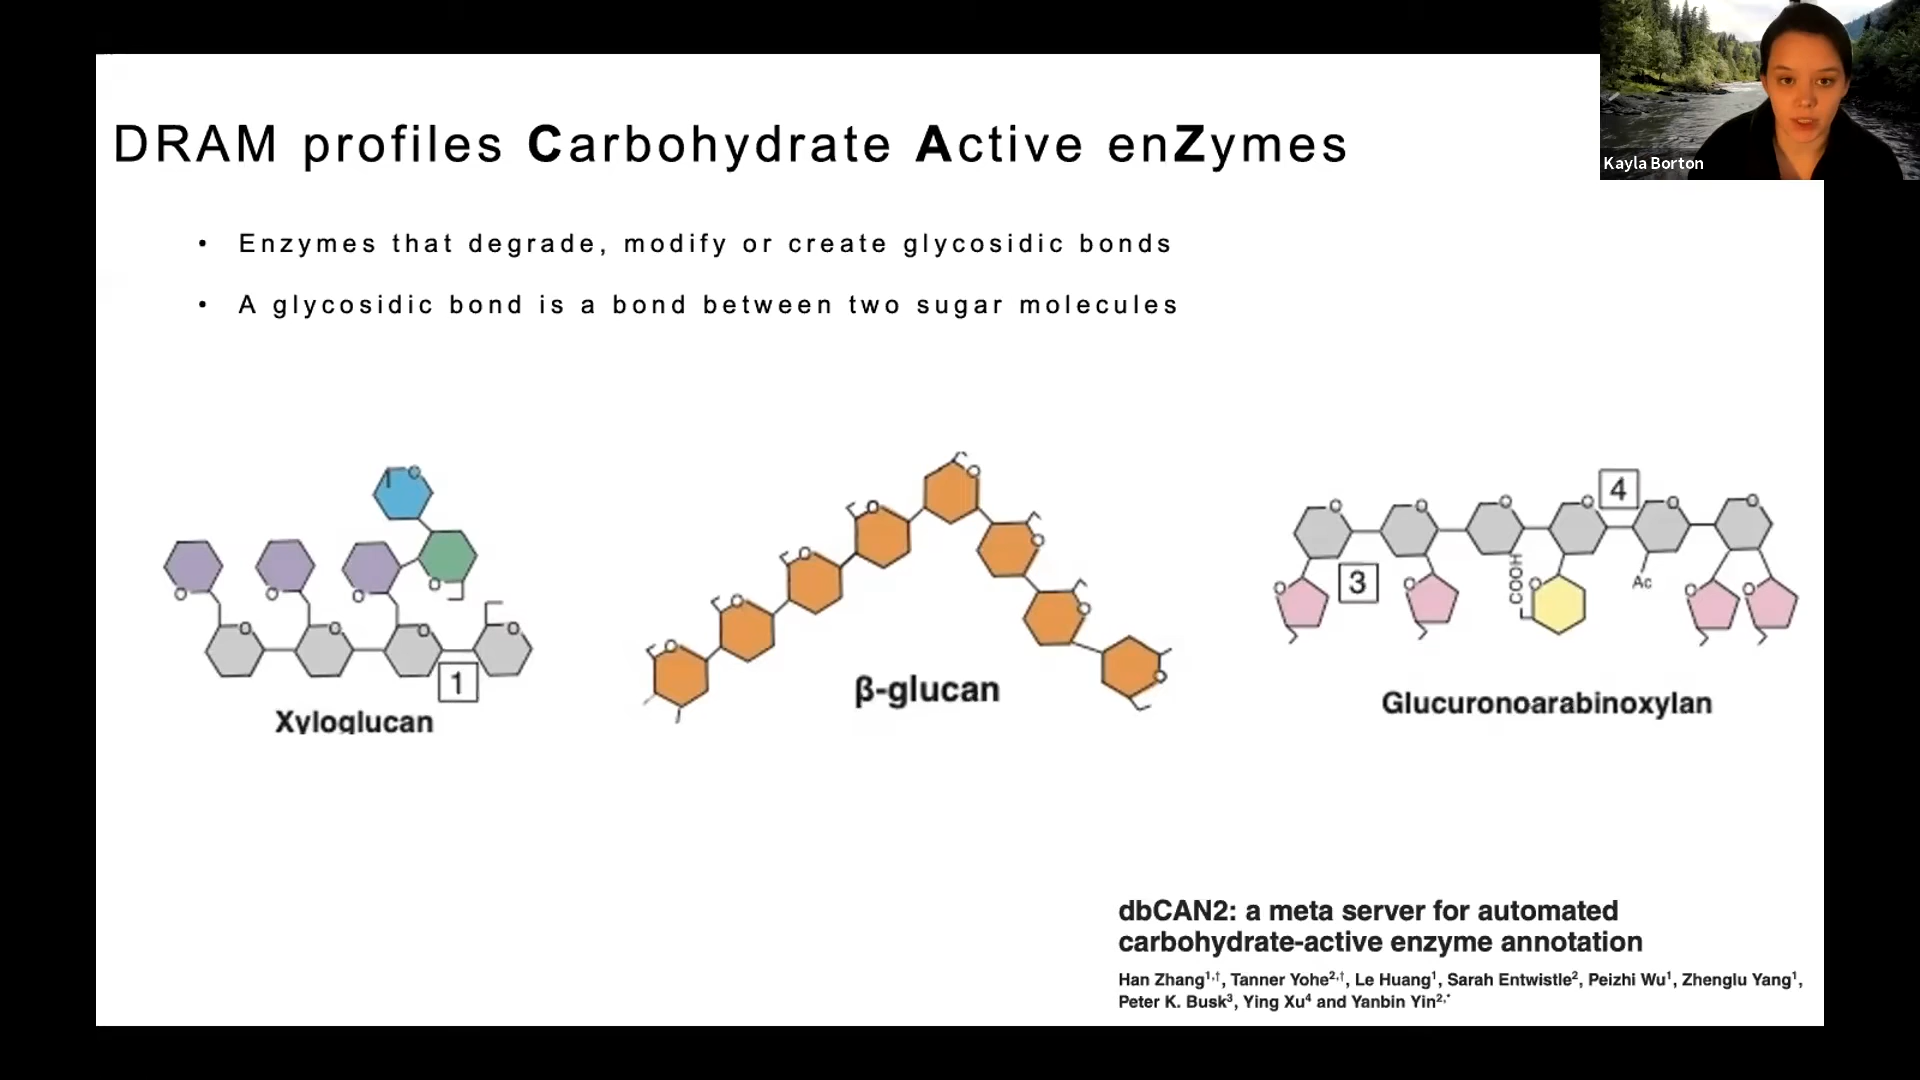 DRAM profiles Carbohydrate Active enZymes
Kayla Borton
• Enzymes that degrade, modify or create glycosidic bonds
• A glycosidic bond is a bond between two sugar molecules
O
O
O
O
O
O
O
O
O
1
Xyloglucan
O
O
O
O
O
O
O
O
β-glucan
O
O
O
O
4
O
O
O
3
O
COOH
O
Ac
O
O
Glucuronoarabinoxylan
dbCAN2: a meta server for automated
carbohydrate-active enzyme annotation
Han Zhang1,†, Tanner Yohe2,†, Le Huang1, Sarah Entwistle2, Peizhi Wu1, Zhenglu Yang1,
Peter K. Busk3, Ying Xu4 and Yanbin Yin2,*